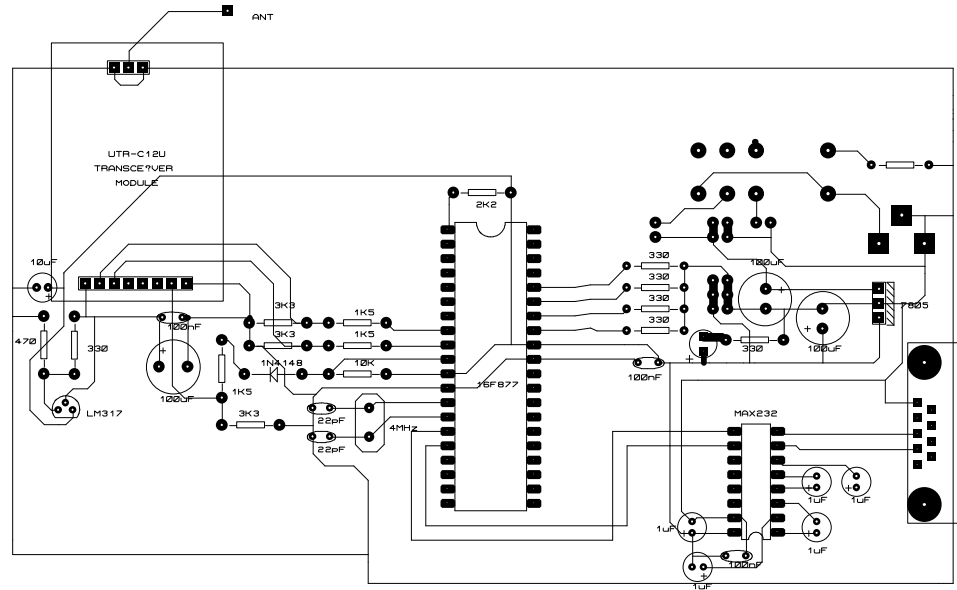 ANT
UTR-C12U
TRANSCE?VER
MODULE
2K2
10uF
+
330
100uF
+
3K3
1K5
330
7805
100nF
330
3K3
1K5
330
+
100uF
470
330
+
1N4148
10K
+
330
100nF
16F877
1K5
100uF
LM317
3K3
22pF
4MHz
MAX232
22pF
+
1uF
+
1uF
1uF
+
+
1uF
100nF
+
1uF